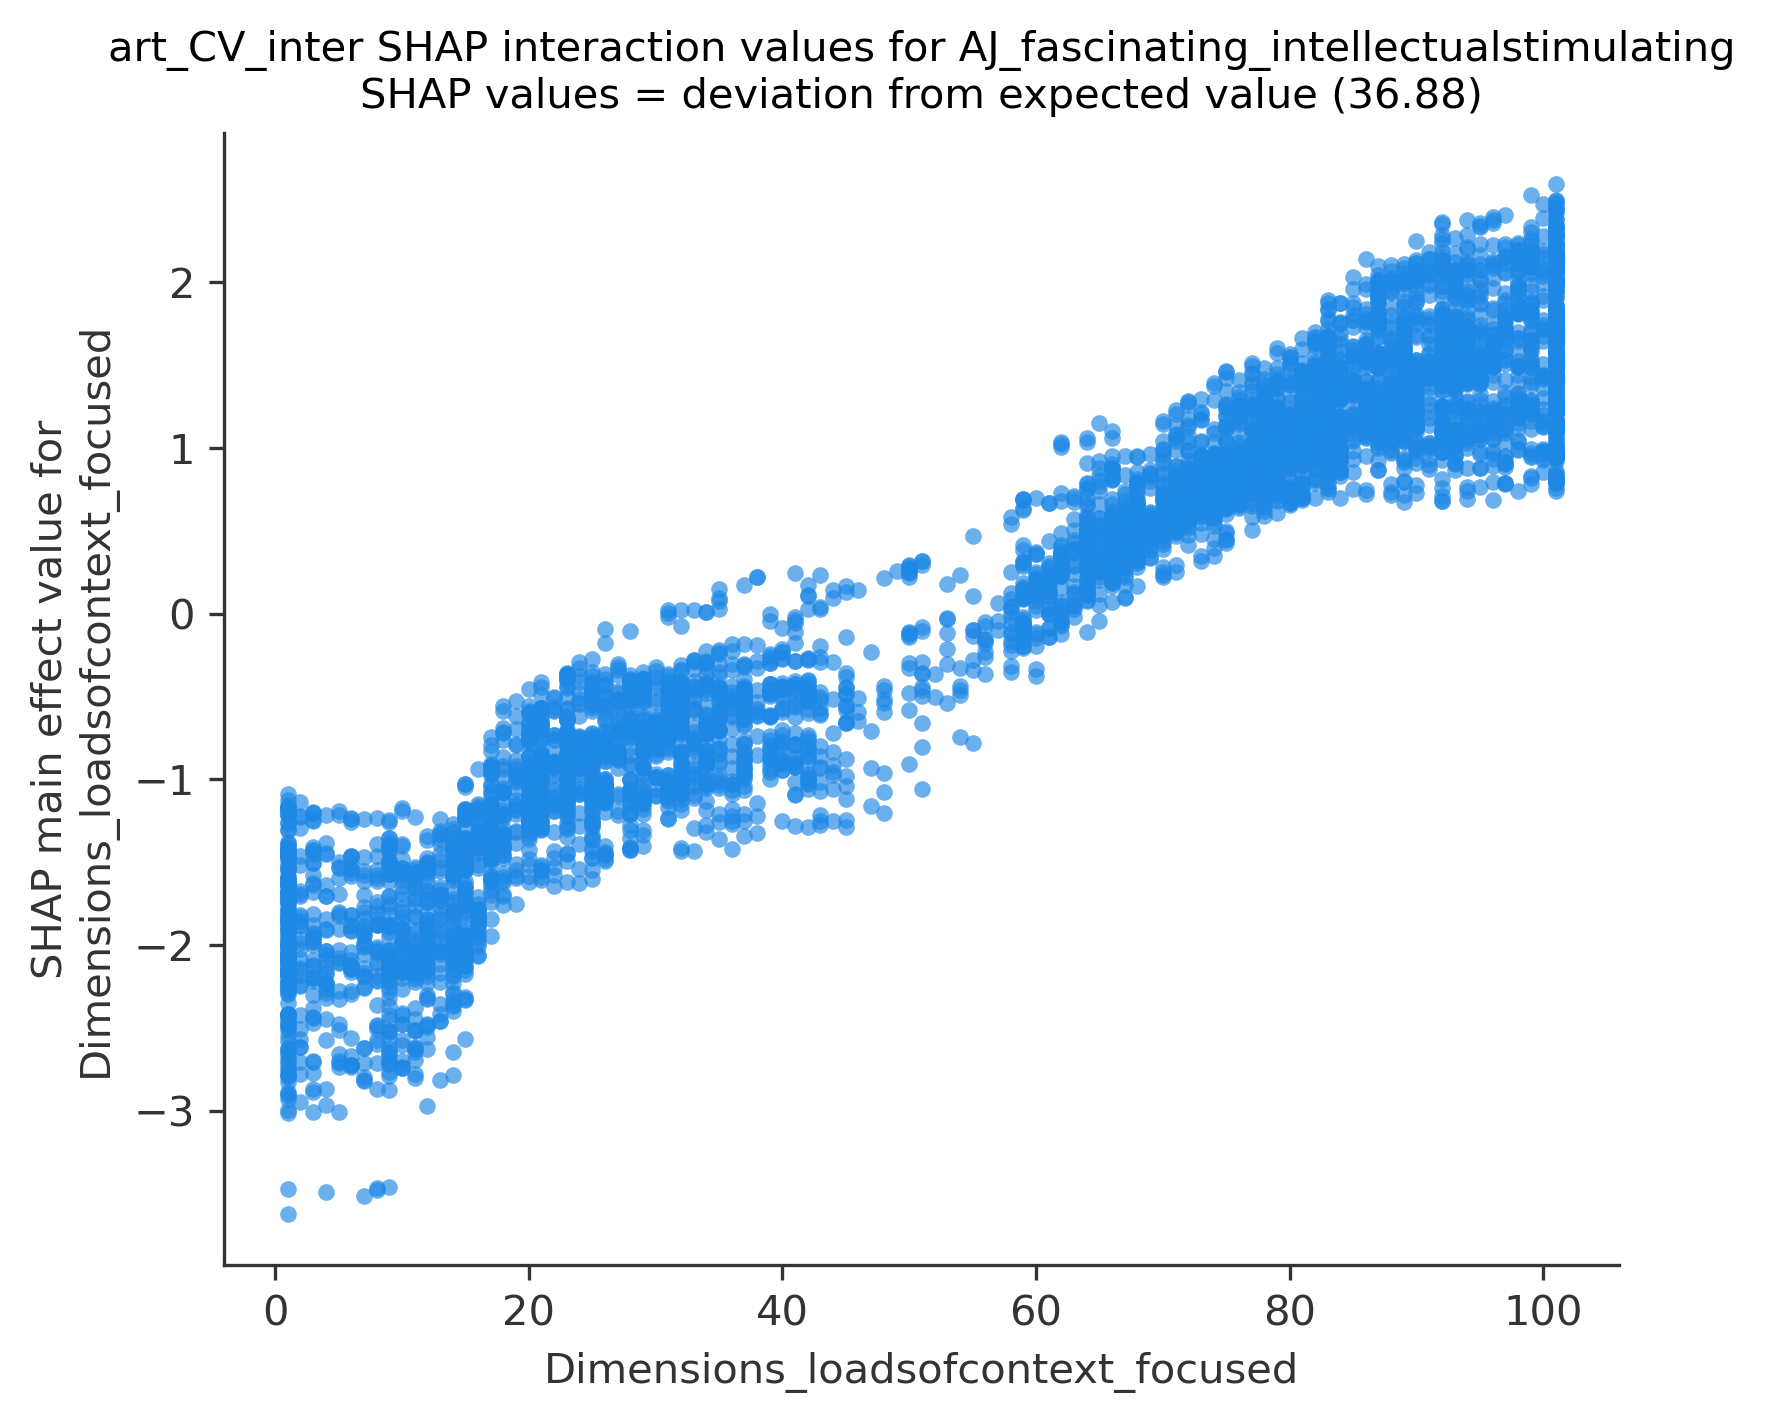 art_CV_inter SHAP interaction values for AJ_fascinating_intellectualstimulating
SHAP values = deviation from expected value (36.88)
SHAP main effect value for
Dimensions_loadsofcontext_focused
2
1
0
−1
−2
−3
0 20 40 60 80 100
Dimensions_loadsofcontext_focused